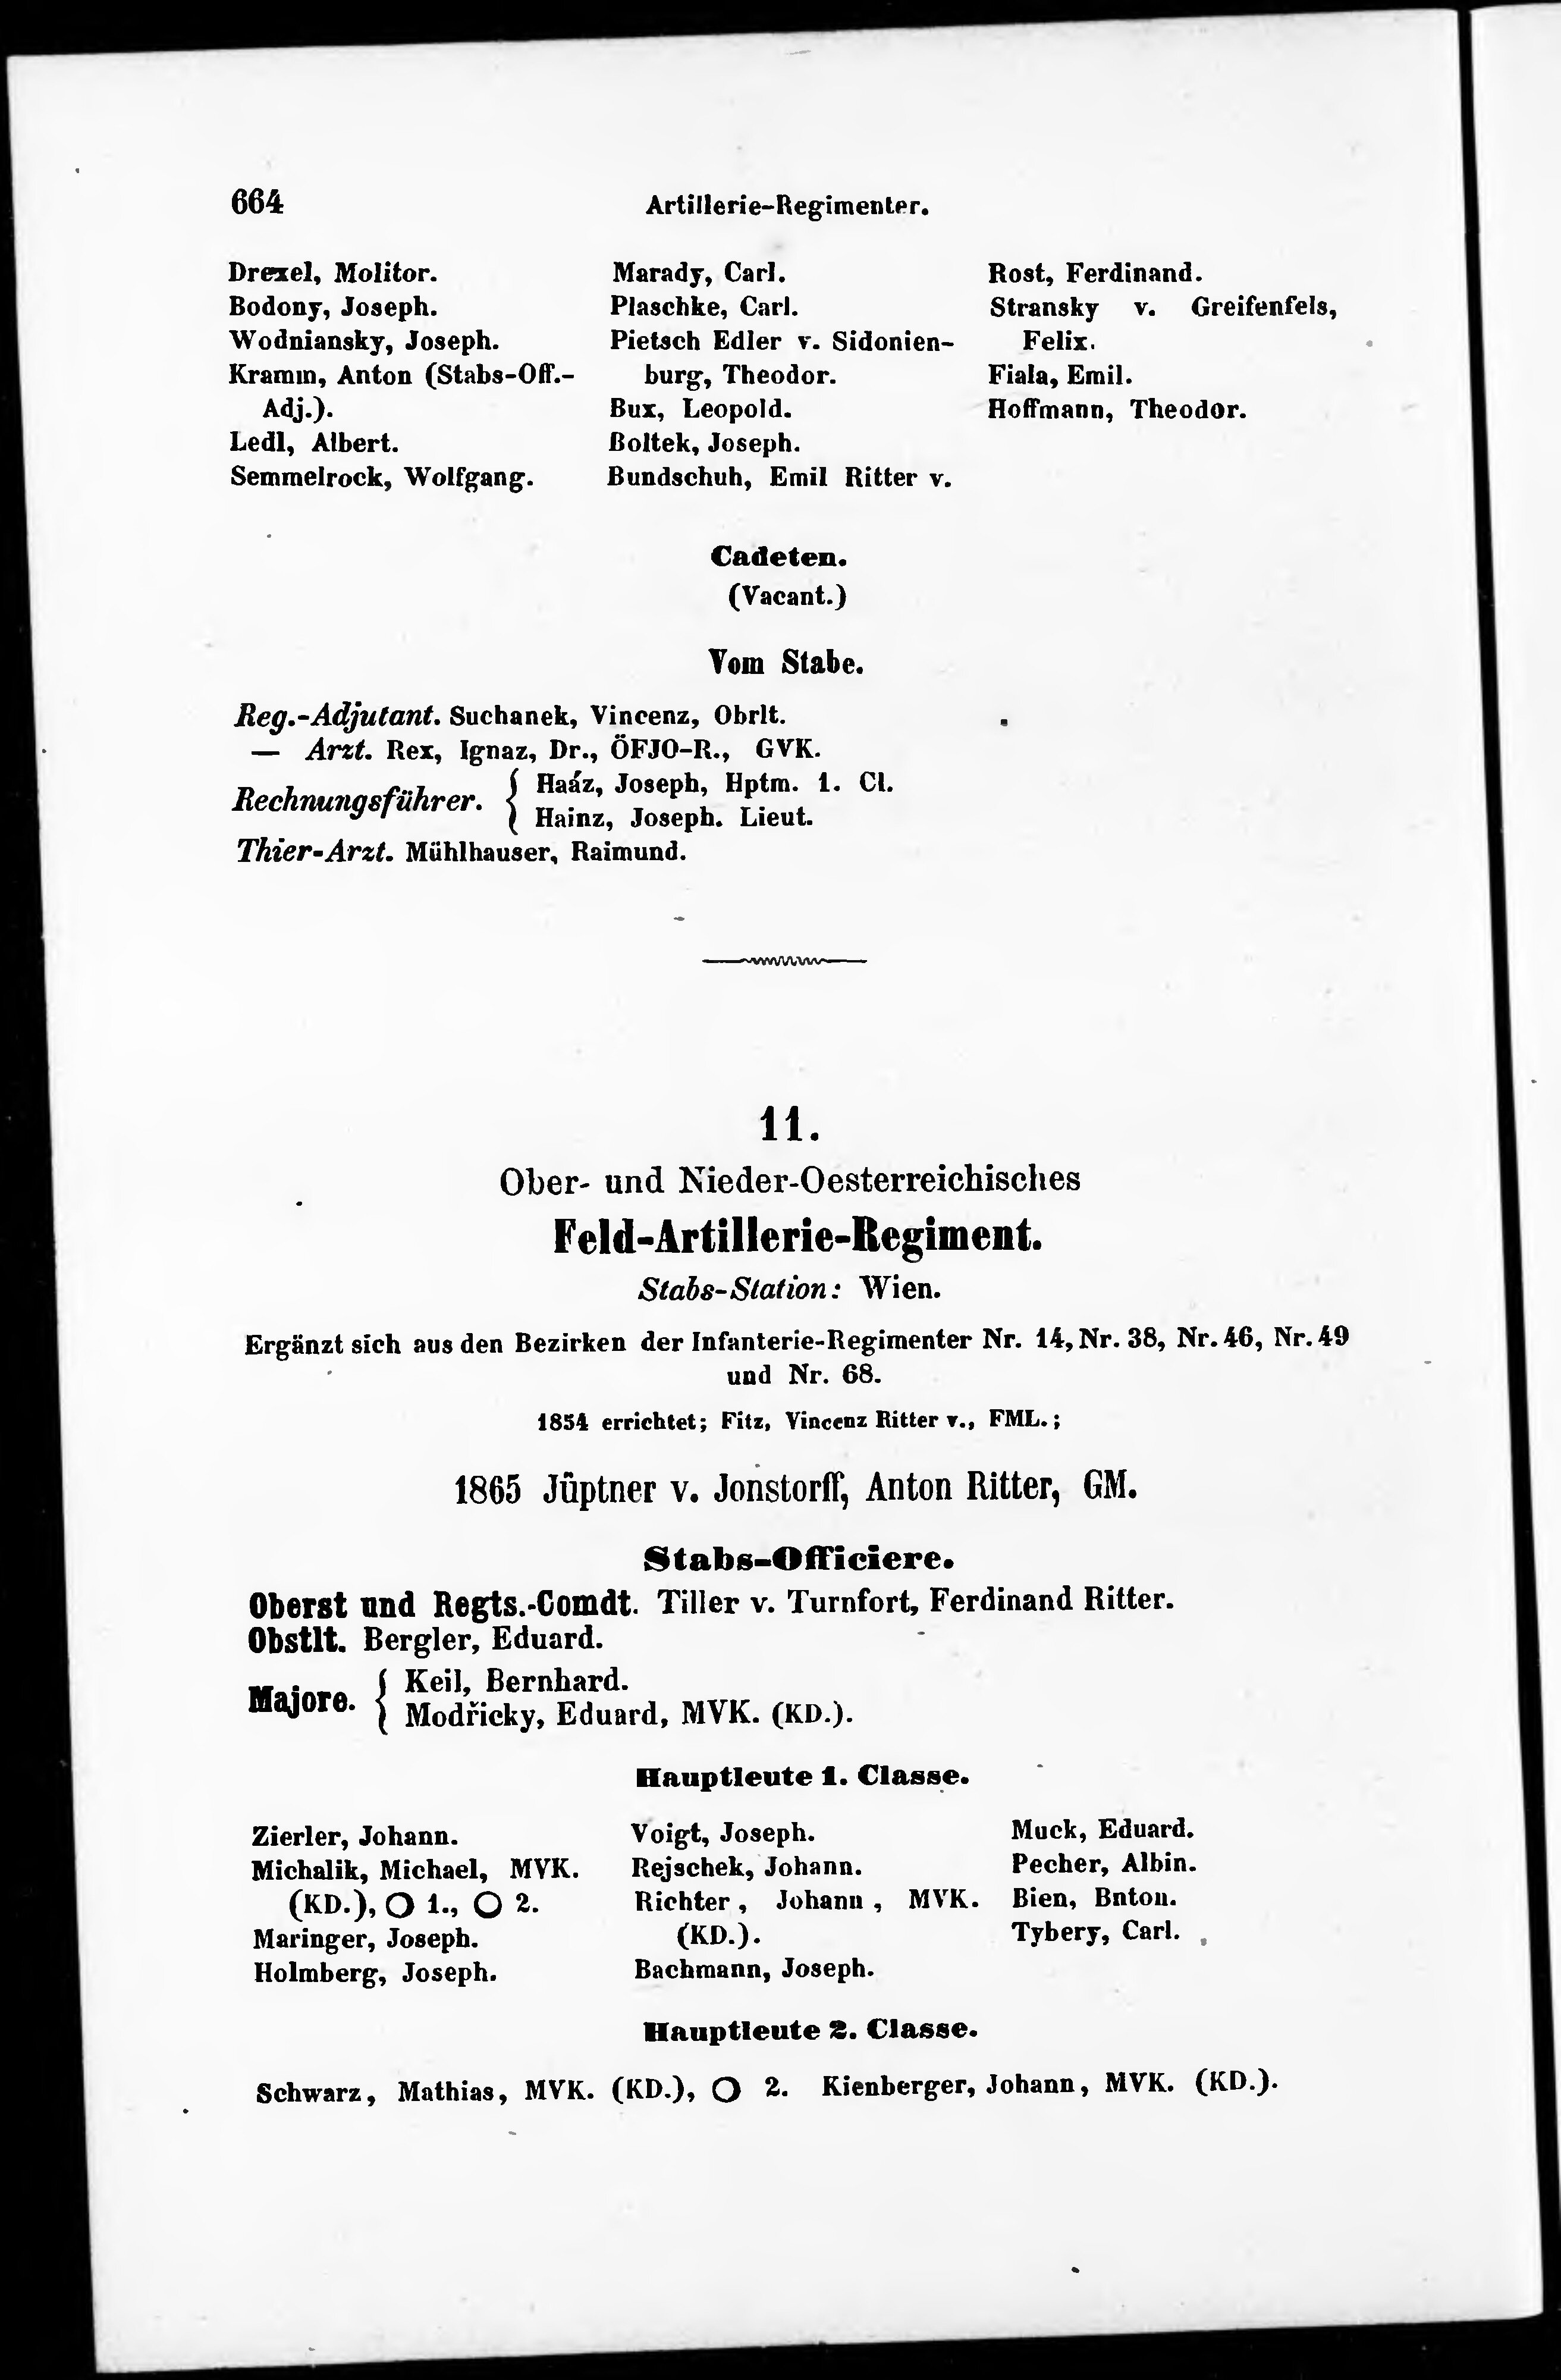 664
Artillerie-Regimenter.
Drexel, Molitor.
Bodony, Joseph.
Wodniansky, Joseph.
Kramm, Anton (Stabs-Off.-
Adj.).
Ledl, Albert.
Semmelrock, Wolfgang.
Marady, Carl.
Plaschke, Carl.
Pietsch Edler v. Sidonien-
burg, Theodor.
Bux, Leopold.
Boltek, Joseph.
Bundschuh, Emil Ritter v.
Rost, Ferdinand.
Stransky v. Greifenfels,
Felix.
Fiala, Emil.
Hoffmann, Theodor.
Cadeten.
(Vacant.)
Vom Stabe.
Reg.-Adjutant. Suchanek, Vincenz, Obrlt.
— Arzt. Rex, Ignaz, Dr., ÖFJO-R., GVK.
Rechnungsführer. { Haáz, Joseph, Hptm. 1. Cl.
Hainz, Joseph. Lieut.
Thier-Arzt. Mühlhauser, Raimund.
11.
Ober- und Nieder-Oesterreichisches
Feld-Artillerie-Regiment.
Stabs-Station: Wien.
Ergänzt sich aus den Bezirken der Infanterie-Regimenter Nr. 14, Nr. 38, Nr. 46, Nr. 49
und Nr. 68.
1854 errichtet; Fitz, Vincenz Ritter v., FML.;
1865 Jüptner v. Jonstorff, Anton Ritter, GM.
Stabs-Officiere.
Oberst und Regts.-Comdt. Tiller v. Turnfort, Ferdinand Ritter.
Obstlt. Bergler, Eduard.
Majore. { Keil, Bernhard.
Modřicky, Eduard, MVK. (KD.).
Hauptleute 1. Classe.
Zierler, Johann.
Michalik, Michael, MVK.
(KD.), O 1., O 2.
Maringer, Joseph.
Holmberg, Joseph.
Voigt, Joseph.
Rejschek, Johann.
Richter, Johann, MVK.
(KD.).
Bachmann, Joseph.
Muck, Eduard.
Pecher, Albin.
Bien, Bnton.
Tybery, Carl.
Hauptleute 2. Classe.
Schwarz, Mathias, MVK. (KD.), O 2. Kienberger, Johann, MVK. (KD.).